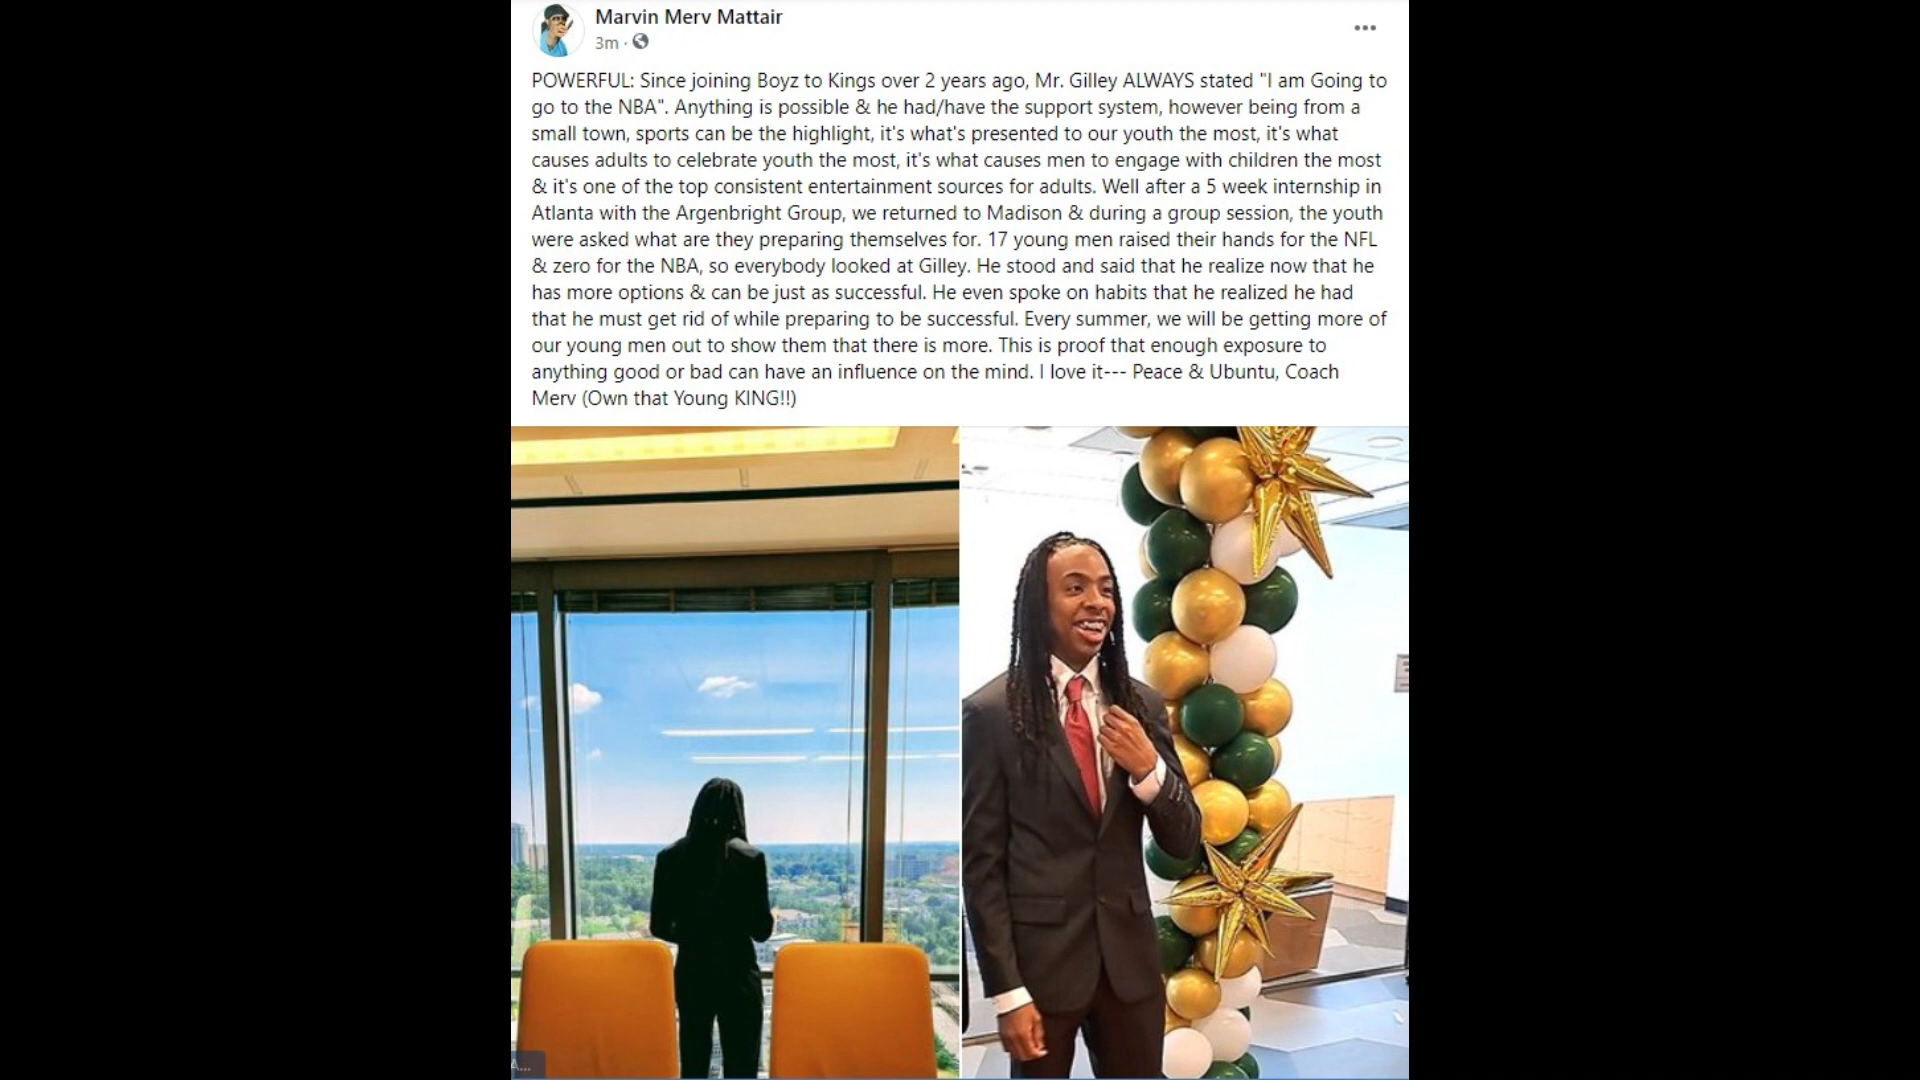 Marvin Merv Mattair
3m ·
POWERFUL: Since joining Boyz to Kings over 2 years ago, Mr. Gilley ALWAYS stated "I am Going to
go to the NBA". Anything is possible & he had/have the support system, however being from a
small town, sports can be the highlight, it's what's presented to our youth the most, it's what
causes adults to celebrate youth the most, it's what causes men to engage with children the most
& it's one of the top consistent entertainment sources for adults. Well after a 5 week internship in
Atlanta with the Argenbright Group, we returned to Madison & during a group session, the youth
were asked what are they preparing themselves for. 17 young men raised their hands for the NFL
& zero for the NBA, so everybody looked at Gilley. He stood and said that he realize now that he
has more options & can be just as successful. He even spoke on habits that he realized he had
that he must get rid of while preparing to be successful. Every summer, we will be getting more of
our young men out to show them that there is more. This is proof that enough exposure to
anything good or bad can have an influence on the mind. I love it--- Peace & Ubuntu, Coach
Merv (Own that Young KING!!)
A...